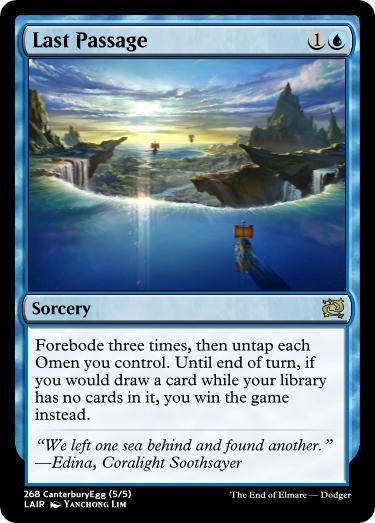 Last Passage
1
Sorcery
Forebode three times, then untap each
Omen you control. Until end of turn, if
you would draw a card while your library
has no cards in it, you win the game
instead.
“We left one sea behind and found another.”
—Edina, Coralight Soothsayer
268 CanterburyEgg (5/5)
LAIR Yanchong Lim
The End of Elmare — Dodger